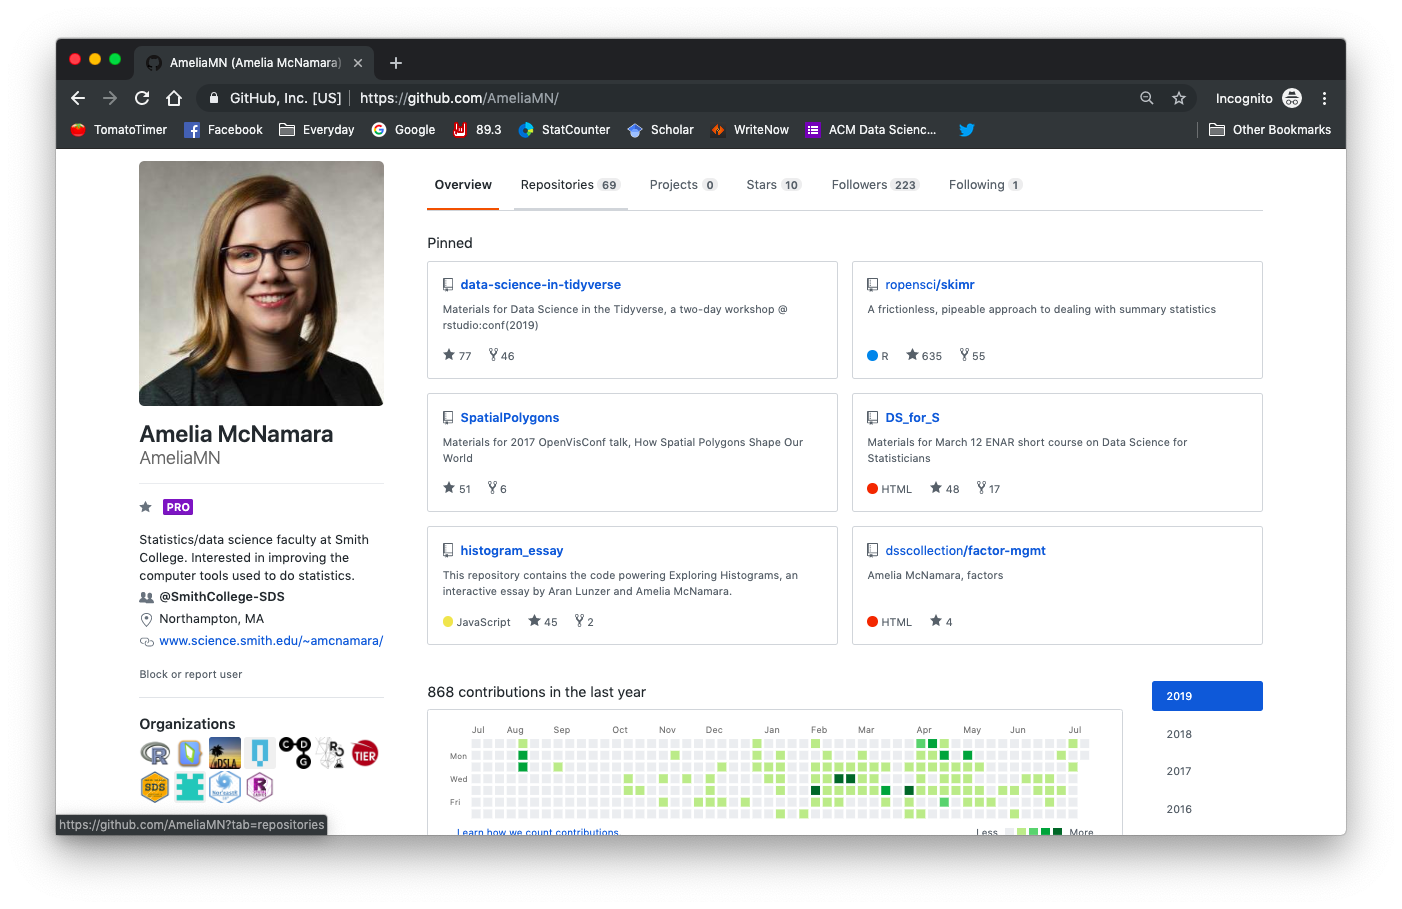 AmeliaMN (Amelia McNamara)
GitHub, Inc. [US] | https://github.com/AmeliaMN/
Incognito
TomatoTimer Facebook Everyday Google 89.3 StatCounter Scholar WriteNow ACM Data Scienc... Other Bookmarks
Overview Repositories 69 Projects 0 Stars 10 Followers 223 Following 1
Amelia McNamara
AmeliaMN
PRO
Statistics/data science faculty at Smith
College. Interested in improving the
computer tools used to do statistics.
@SmithCollege-SDS
Northampton, MA
www.science.smith.edu/~amcnamara/
Block or report user
Organizations
R
C D
G
R
TIER
DSLA
SDS
R
https://github.com/AmeliaMN?tab=repositories
Pinned
data-science-in-tidyverse
Materials for Data Science in the Tidyverse, a two-day workshop @
rstudio:conf(2019)
77 46
ropensci/skimr
A frictionless, pipeable approach to dealing with summary statistics
R 635 55
SpatialPolygons
Materials for 2017 OpenVisConf talk, How Spatial Polygons Shape Our
World
51 6
DS_for_S
Materials for March 12 ENAR short course on Data Science for
Statisticians
HTML 48 17
histogram_essay
This repository contains the code powering Exploring Histograms, an
interactive essay by Aran Lunzer and Amelia McNamara.
JavaScript 45 2
dsscollection/factor-mgmt
Amelia McNamara, factors
HTML 4
868 contributions in the last year
Jul Aug Sep Oct Nov Dec Jan Feb Mar Apr May Jun Jul
Mon
Wed
Fri
Learn how we count contributions
Less More
2019
2018
2017
2016